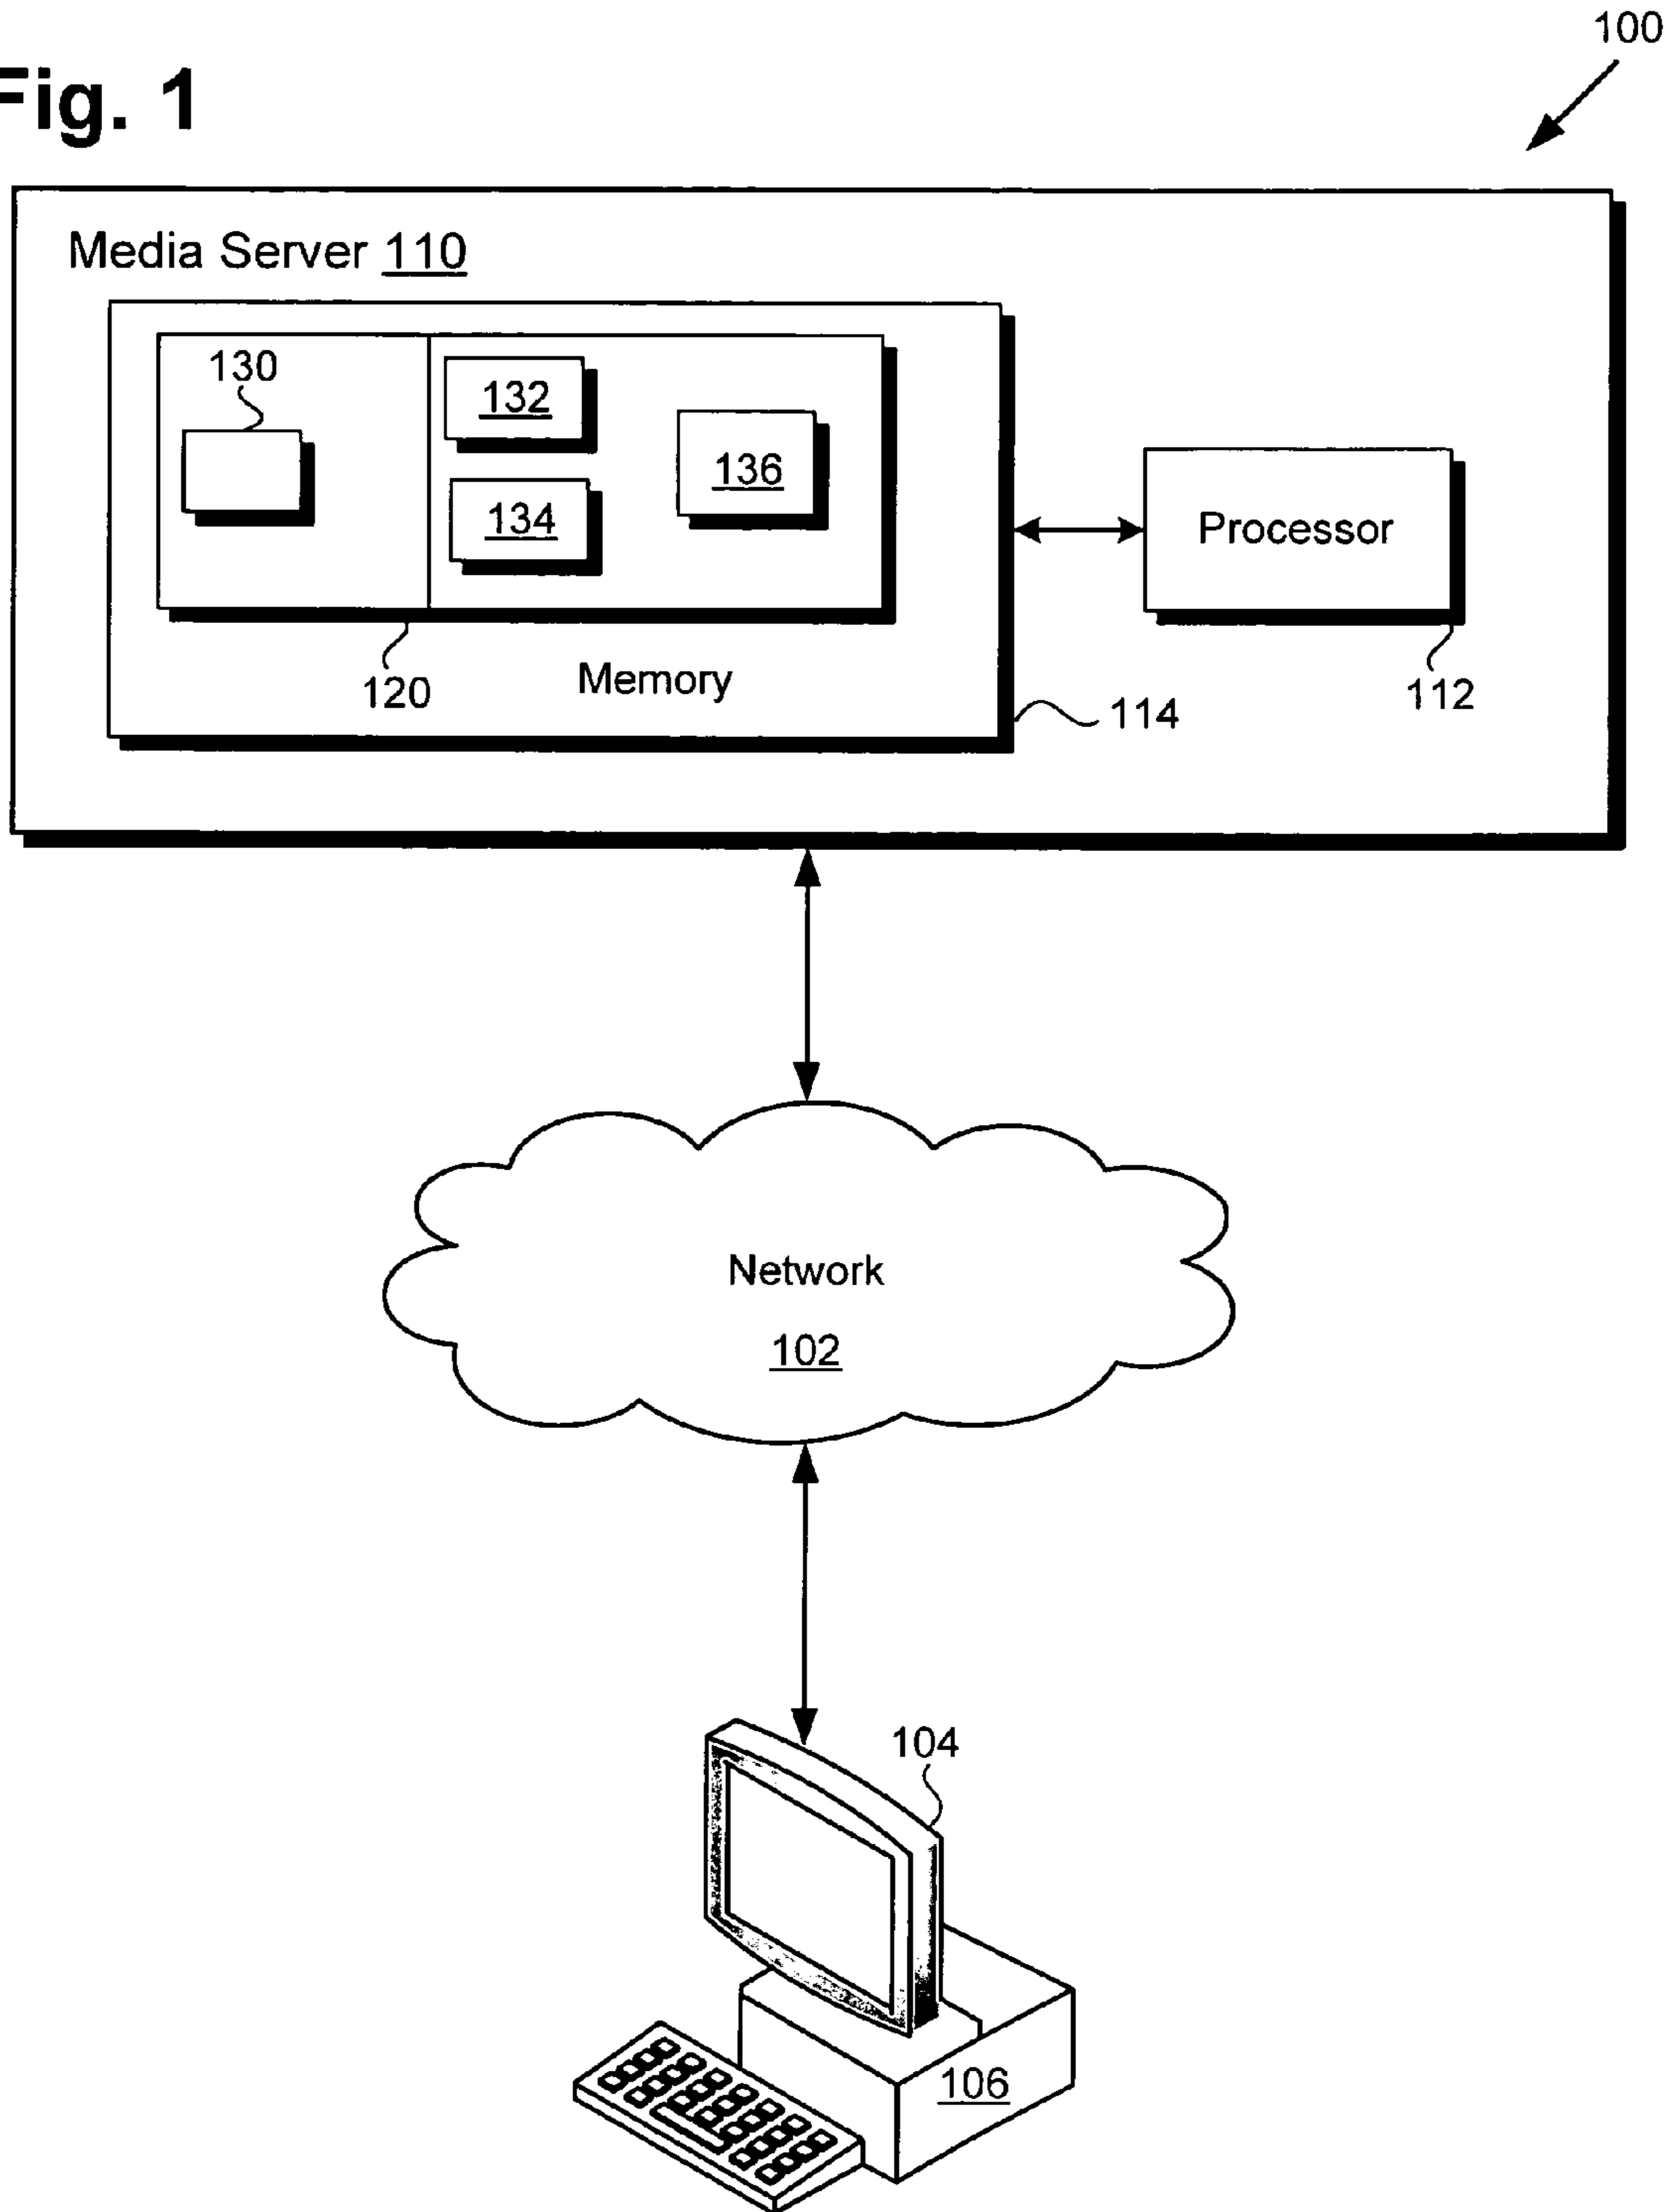 100
Fig. 1
Media Server 110
130
132
136
134
Processor
120
Memory
112
114
Network
102
104
106